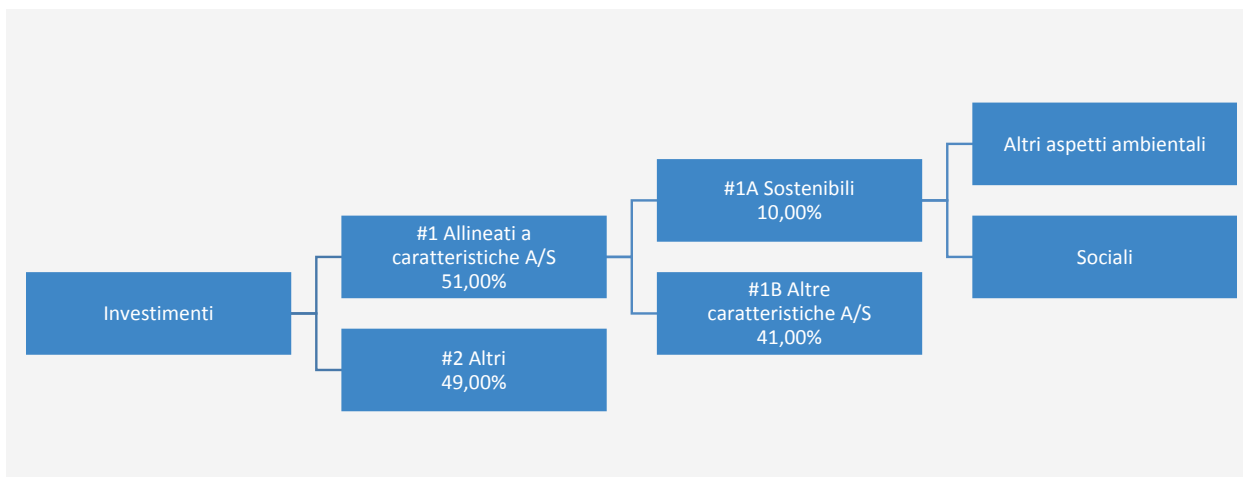 Investimenti
#1 Allineati a
caratteristiche A/S
51,00%
#2 Altri
49,00%
#1A Sostenibili
10,00%
#1B Altre
caratteristiche A/S
41,00%
Altri aspetti ambientali
Sociali